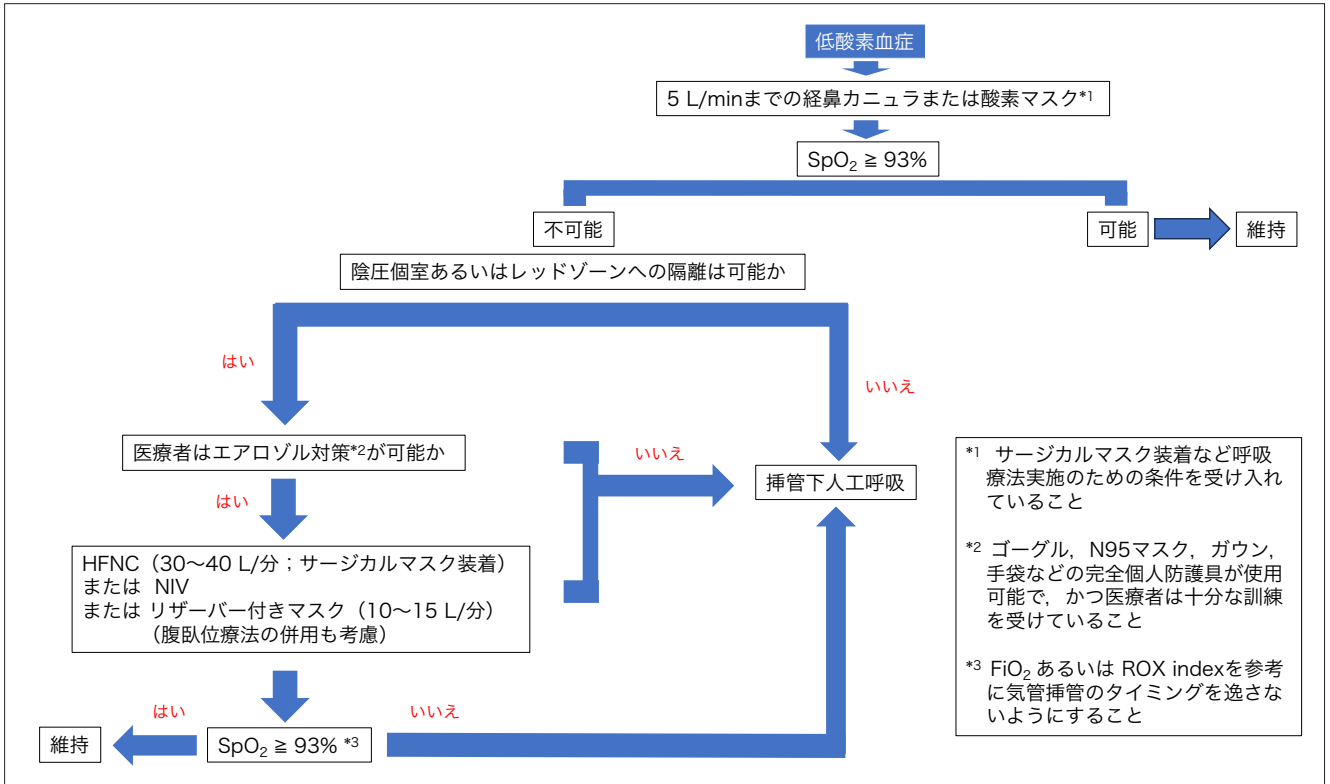 低酸素血症
5 L/minまでの経鼻カニュラまたは酸素マスク*1
SpO2 ≧ 93%
不可能
可能
維持
陰圧個室あるいはレッドゾーンへの隔離は可能か
はい
いいえ
医療者はエアロゾル対策*2が可能か
いいえ
挿管下人工呼吸
はい
HFNC（30〜40 L/分；サージカルマスク装着）
または NIV
または リザーバー付きマスク（10〜15 L/分）
（腹臥位療法の併用も考慮）
はい
いいえ
維持
SpO2 ≧ 93% *3
*1 サージカルマスク装着など呼吸
療法実施のための条件を受け入れ
ていること
*2 ゴーグル，N95マスク，ガウン，
手袋などの完全個人防護具が使用
可能で，かつ医療者は十分な訓練
を受けていること
*3 FiO2 あるいは ROX indexを参考
に気管挿管のタイミングを逸さな
いようにすること